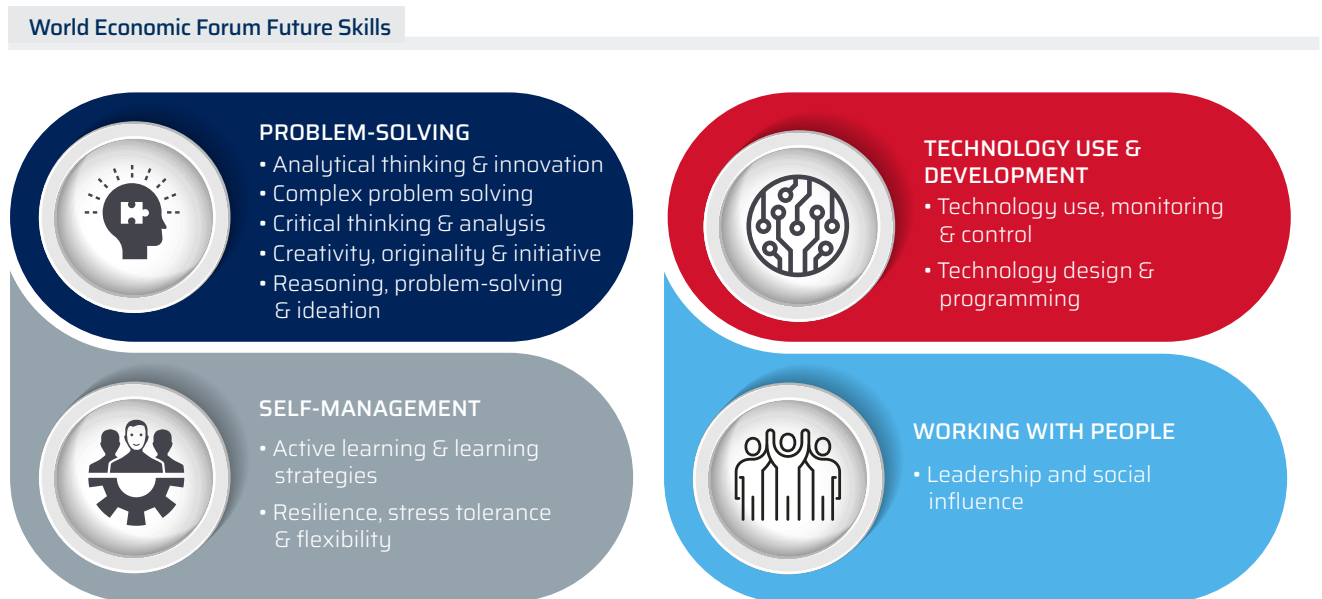 World Economic Forum Future Skills
PROBLEM-SOLVING
• Analytical thinking & innovation
• Complex problem solving
• Critical thinking & analysis
• Creativity, originality & initiative
• Reasoning, problem-solving
& ideation
TECHNOLOGY USE &
DEVELOPMENT
• Technology use, monitoring
& control
• Technology design &
programming
SELF-MANAGEMENT
• Active learning & learning
strategies
• Resilience, stress tolerance
& flexibility
WORKING WITH PEOPLE
• Leadership and social
influence